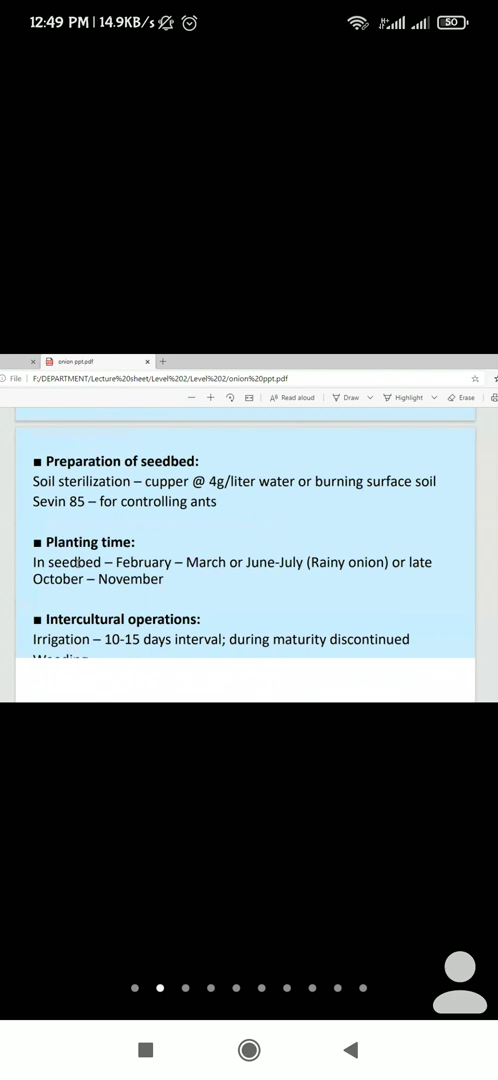 12:49 PM | 14.9KB/s 50
onion ppt.pdf
File | F:/DEPARTMENT/Lecture%20sheet/Level%202/Level%202/onion%20ppt.pdf
Read aloud Draw Highlight Erase
■ Preparation of seedbed:
Soil sterilization – cupper @ 4g/liter water or burning surface soil
Sevin 85 – for controlling ants
■ Planting time:
In seedbed – February – March or June-July (Rainy onion) or late
October – November
■ Intercultural operations:
Irrigation – 10-15 days interval; during maturity discontinued